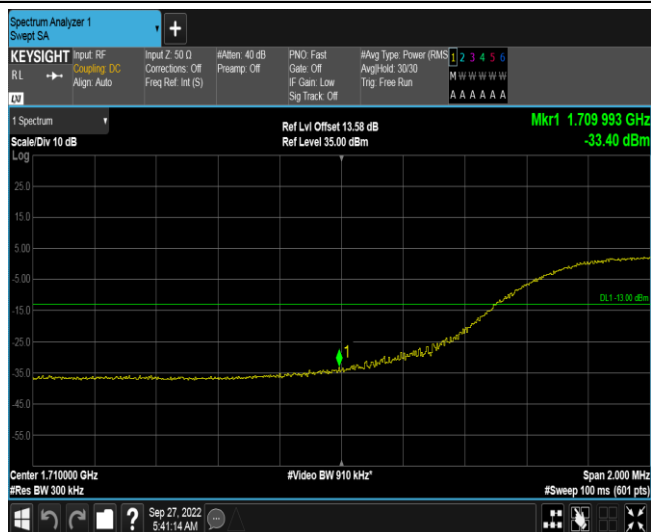 Spectrum Analyzer 1
Swept SA
+
KEYSIGHT
RL
LXI
Input: RF
Coupling: DC
Align: Auto
Input Z: 50 Ω
Corrections: Off
Freq Ref: Int (S)
#Atten: 40 dB
Preamp: Off
PNO: Fast
Gate: Off
IF Gain: Low
Sig Track: Off
#Avg Type: Power (RMS
Avg|Hold: 30/30
Trig: Free Run
1 2 3 4 5 6
M W W W W W
A A A A A A
1 Spectrum
Scale/Div 10 dB
Log
Ref Lvl Offset 13.58 dB
Ref Level 35.00 dBm
Mkr1 1.709 993 GHz
-33.40 dBm
25.0
15.0
5.00
-5.00
DL1 -13.00 dBm
-15.0
-25.0
1
-35.0
-45.0
-55.0
Center 1.710000 GHz
#Res BW 300 kHz
#Video BW 910 kHz*
Span 2.000 MHz
#Sweep 100 ms (601 pts)
?
Sep 27, 2022
5:41:14 AM